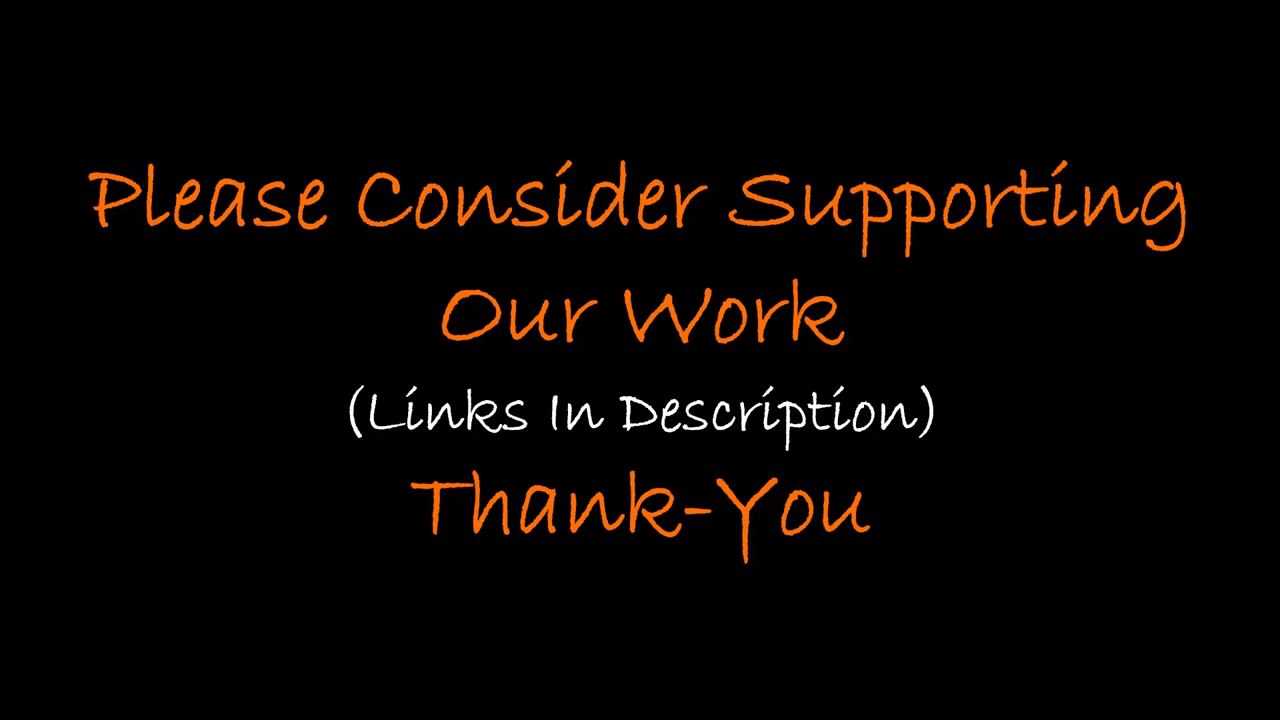 Please Consider Supporting
Our Work
(Links In Description)
Thank-You